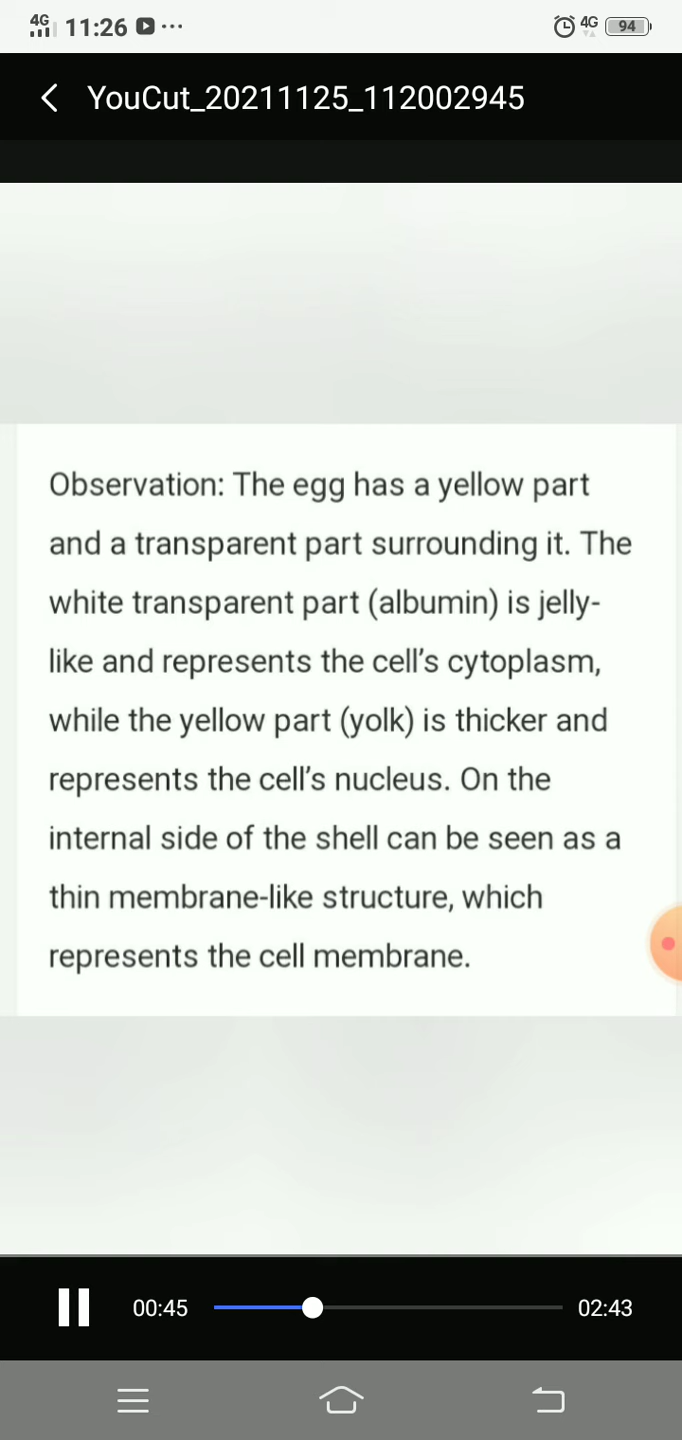 4G 11:26 ... 4G 94
YouCut_20211125_112002945
Observation: The egg has a yellow part
and a transparent part surrounding it. The
white transparent part (albumin) is jelly-
like and represents the cell's cytoplasm,
while the yellow part (yolk) is thicker and
represents the cell's nucleus. On the
internal side of the shell can be seen as a
thin membrane-like structure, which
represents the cell membrane.
00:45 02:43